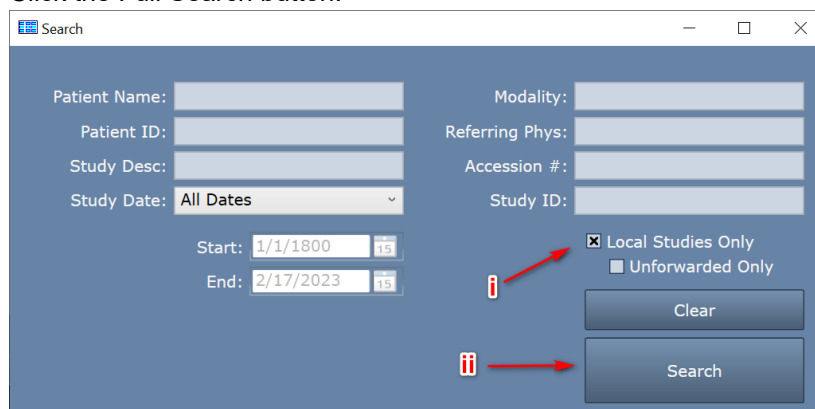 Search
Patient Name:
Modality:
Patient ID:
Referring Phys:
Study Desc:
Accession #:
Study Date: All Dates
Study ID:
Start: 1/1/1800 15
Local Studies Only
Unforwarded Only
End: 2/17/2023 15
i
Clear
ii
Search